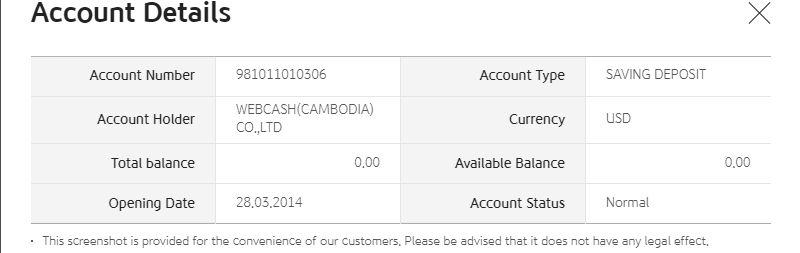 Account Details
Account Number 981011010306 Account Type SAVING DEPOSIT
Account Holder WEBCASH(CAMBODIA) CO.,LTD Currency USD
Total balance 0.00 Available Balance 0.00
Opening Date 28.03.2014 Account Status Normal
· This screenshot is provided for the convenience of our customers. Please be advised that it does not have any legal effect.